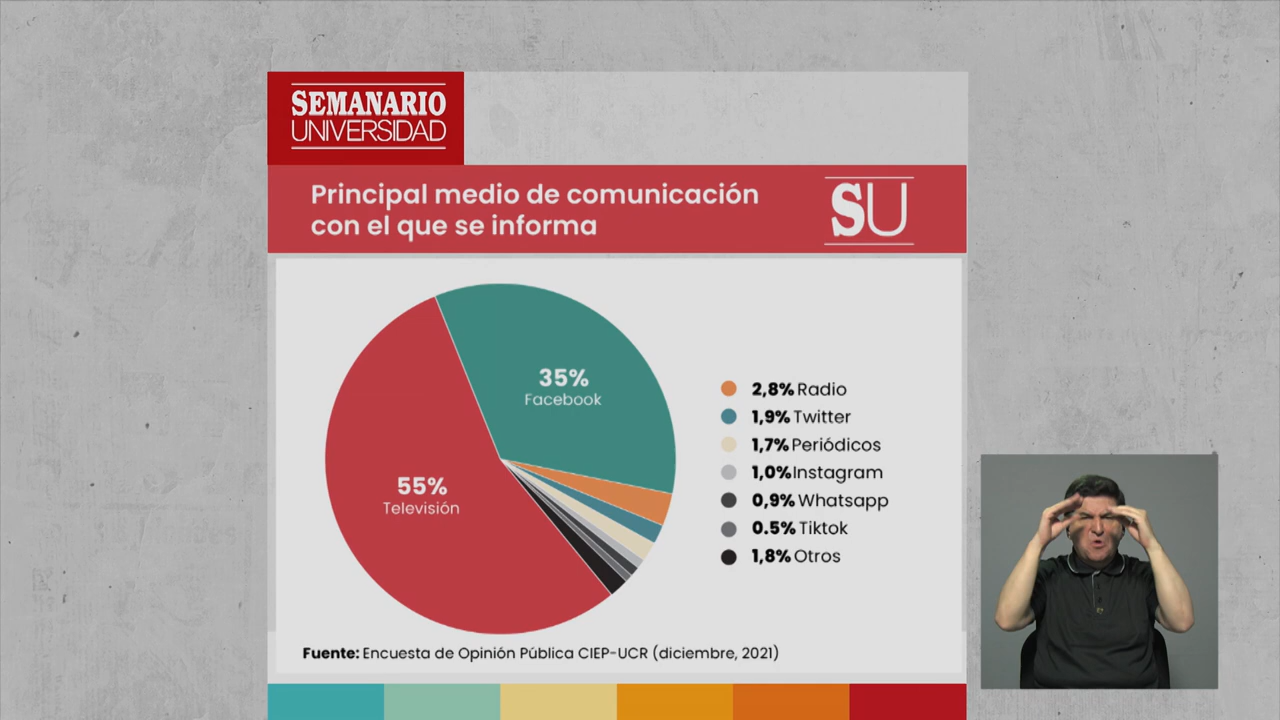 SEMANARIO
UNIVERSIDAD
Principal medio de comunicación
con el que se informa
SU
35%
Facebook
55%
Televisión
2,8% Radio
1,9% Twitter
1,7% Periódicos
1,0% Instagram
0,9% Whatsapp
0.5% Tiktok
1,8% Otros
Fuente: Encuesta de Opinión Pública CIEP-UCR (diciembre, 2021)